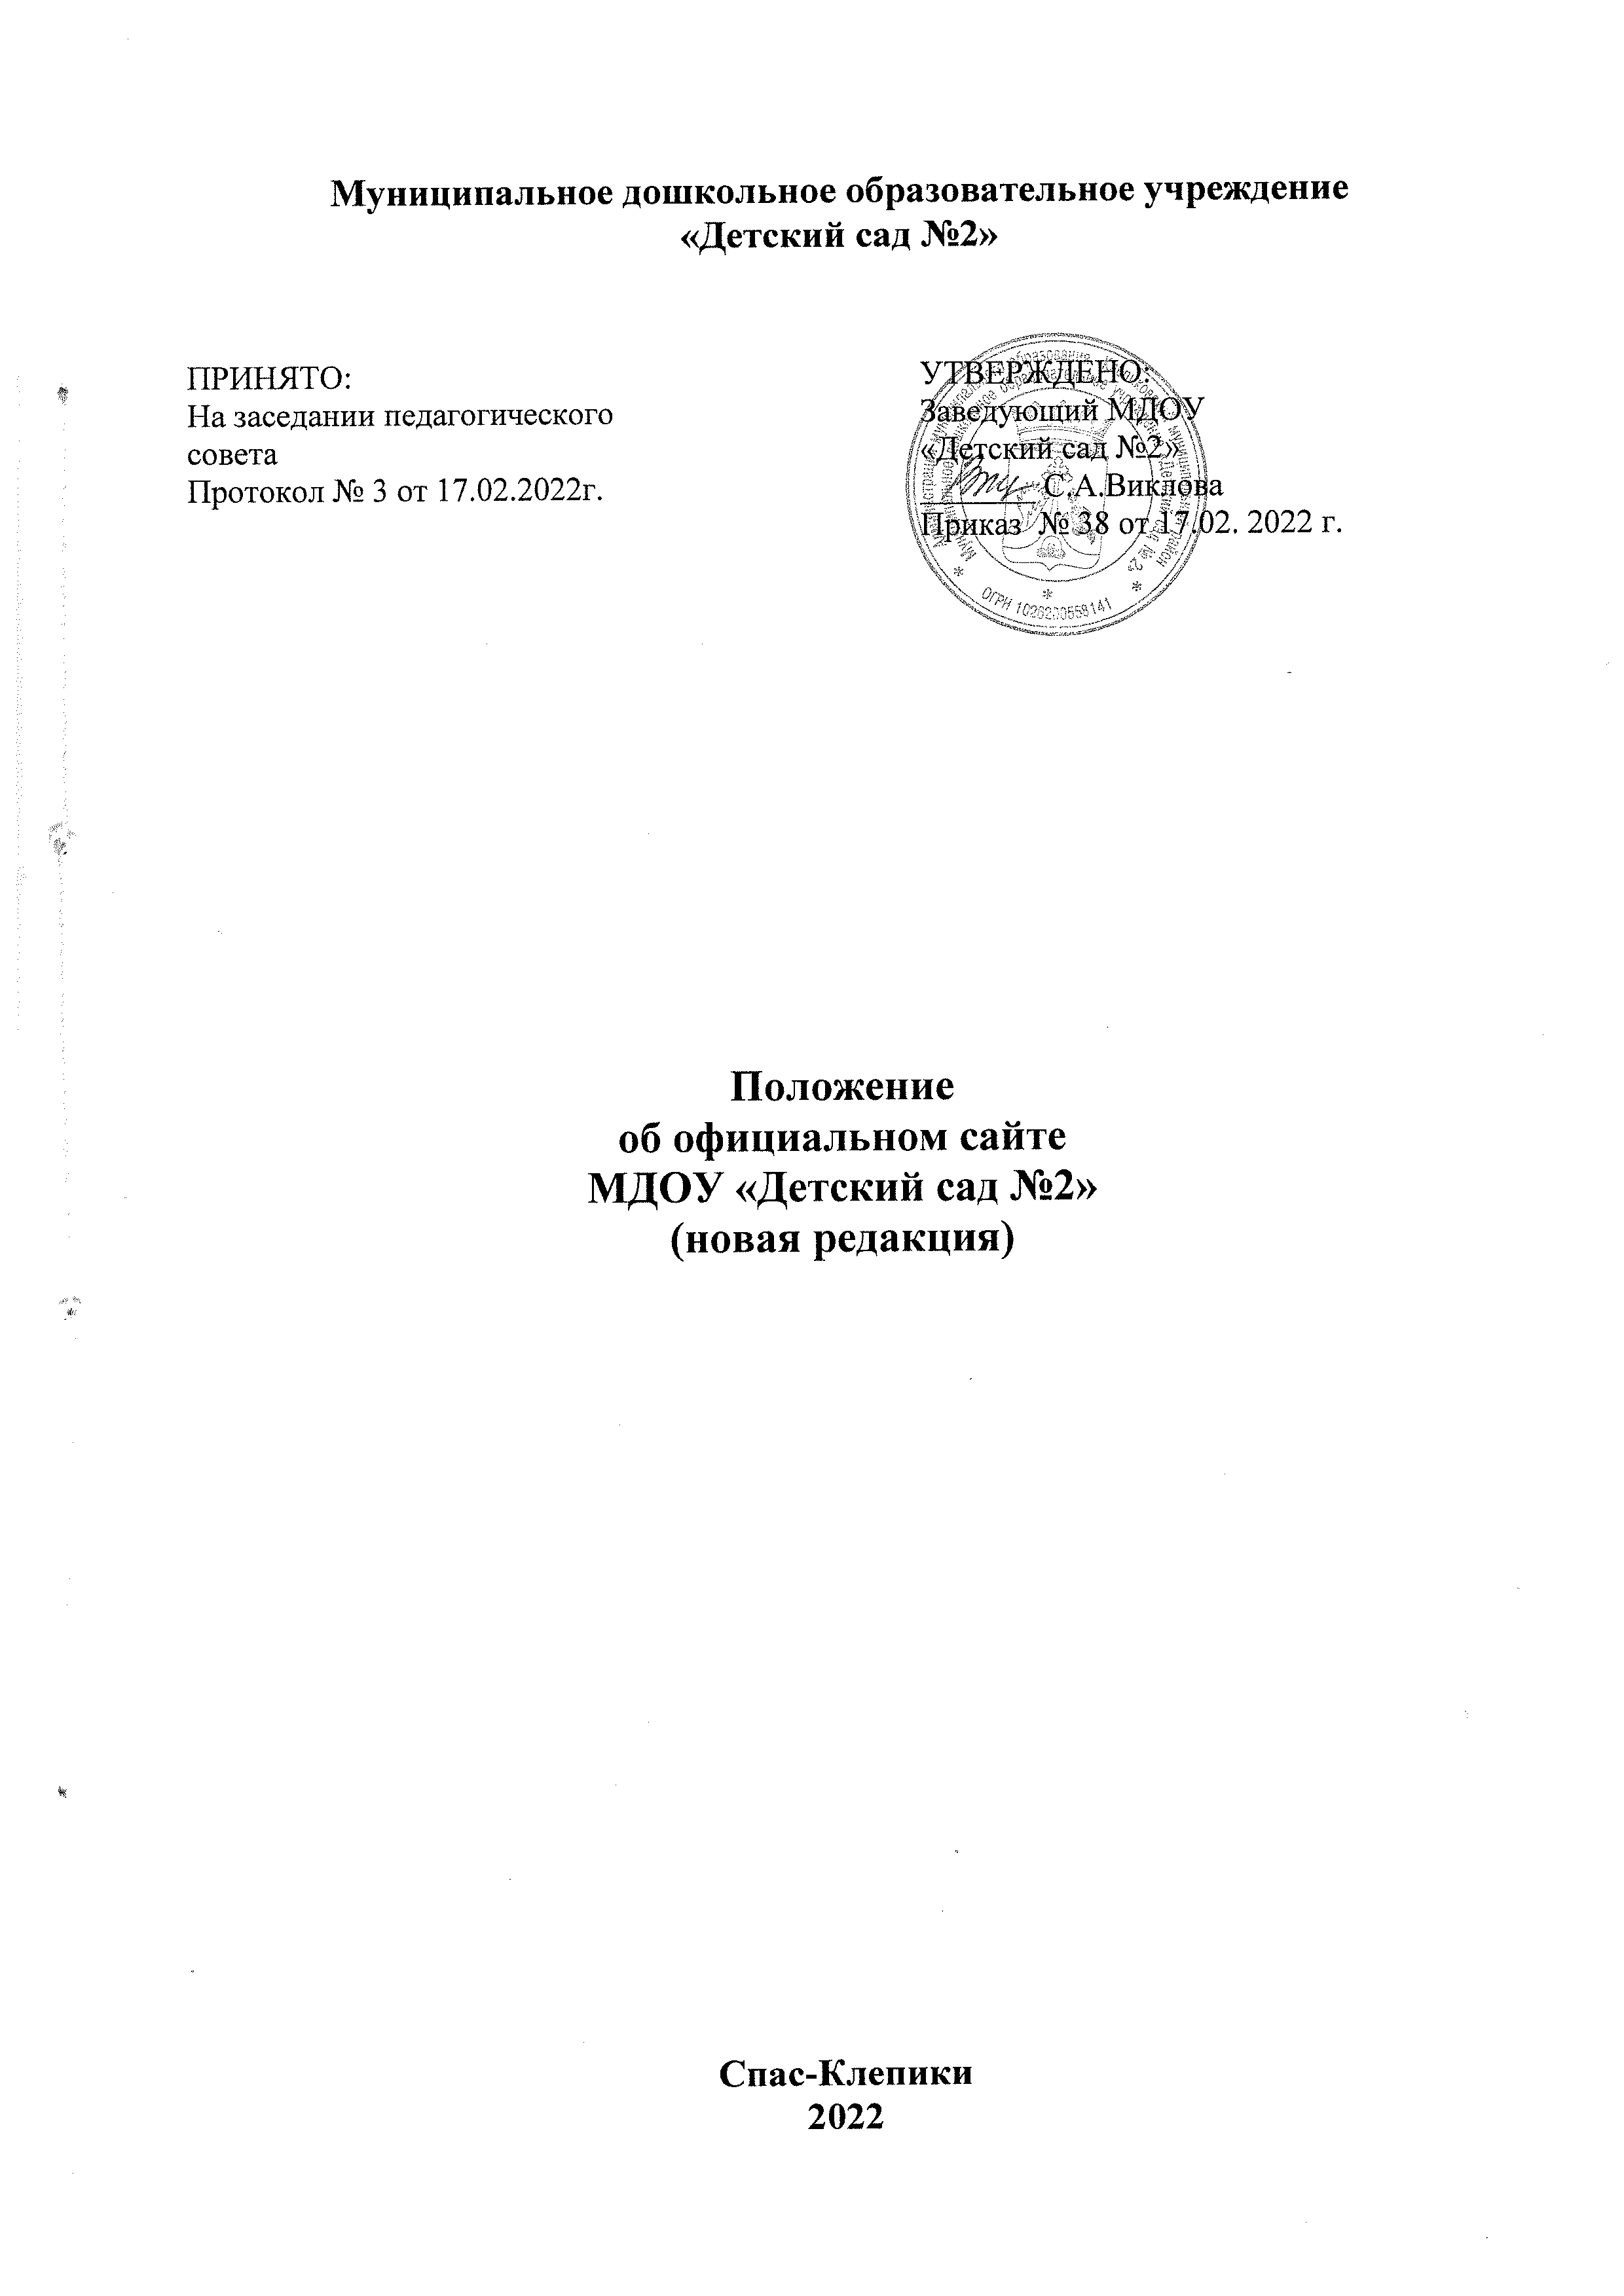 Муниципальное дошкольное образовательное учреждение
«Детский сад №2»
ПРИНЯТО:
На заседании педагогического
совета
Протокол № 3 от 17.02.2022г.
УТВЕРЖДЕНО:
Заведующий МДОУ
«Детский сад №2»
С.А.Виклова
Приказ № 38 от 17.02. 2022 г.
Положение
об официальном сайте
МДОУ «Детский сад №2»
(новая редакция)
Спас-Клепики
2022